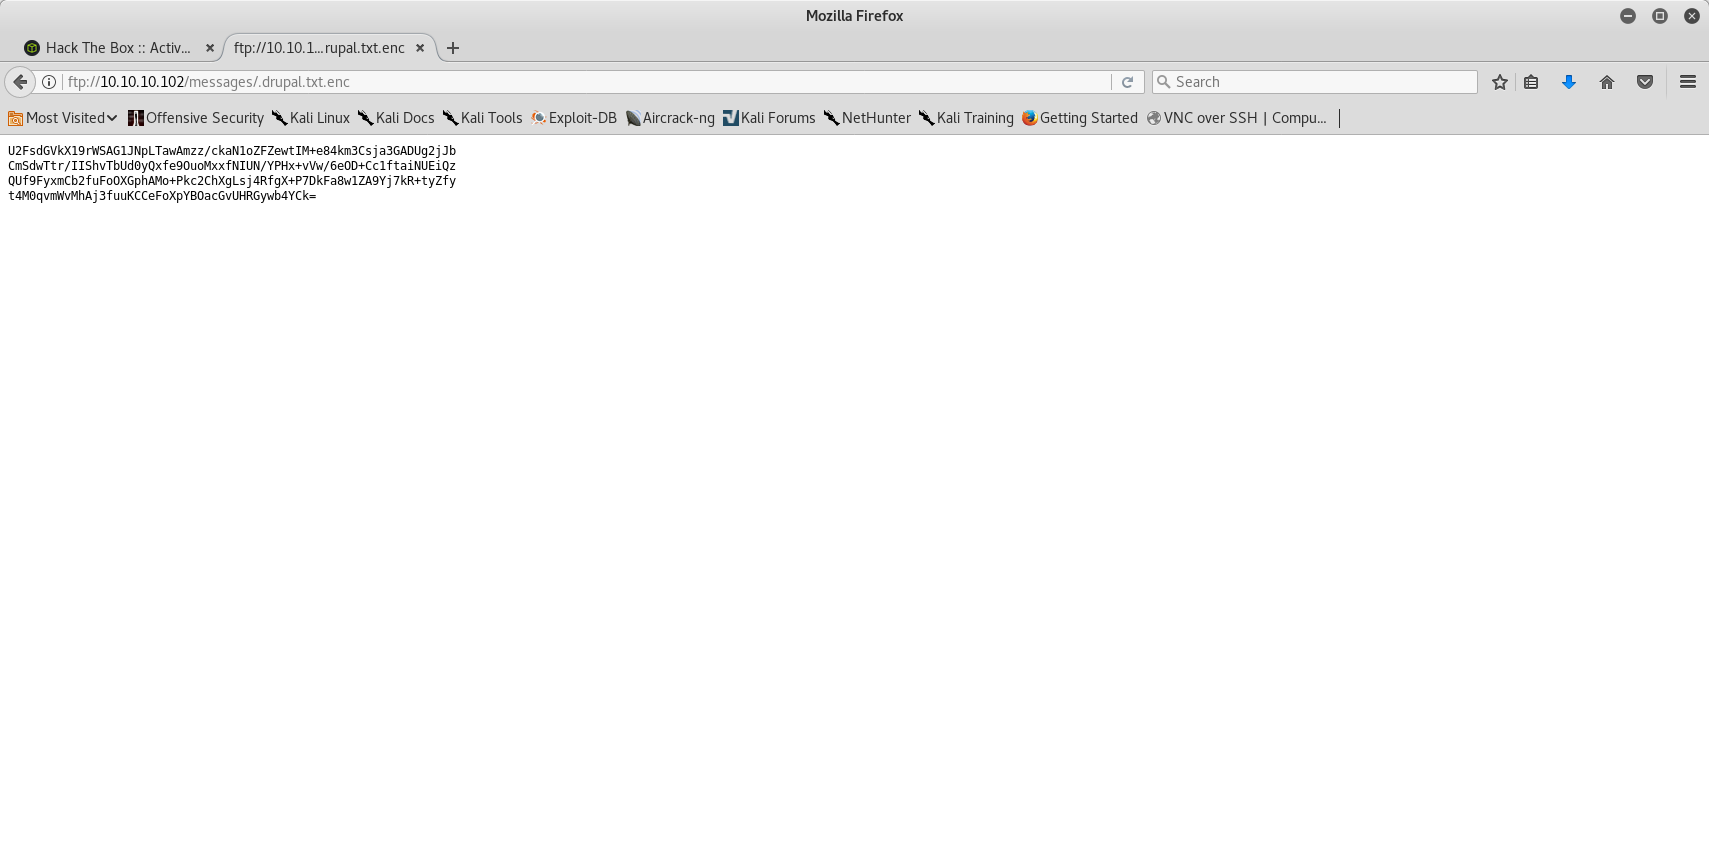 Mozilla Firefox
Hack The Box :: Activ...
ftp://10.10.1...rupal.txt.enc
ftp://10.10.10.102/messages/.drupal.txt.enc
Search
Most Visited
Offensive Security
Kali Linux
Kali Docs
Kali Tools
Exploit-DB
Aircrack-ng
Kali Forums
NetHunter
Kali Training
Getting Started
VNC over SSH | Compu...
U2FsdGVkX19rWSAG1JNpLTawAmzz/ckaN1oZFZewtIM+e84km3Csja3GADUg2jJb
CmSdwTtr/IIShvTbUd0yQxfe9OuoMxxfNIUN/YPHx+vVw/6eOD+Cc1ftaiNUEiQz
QUf9FyxmCb2fuFoOXGphAMo+Pkc2ChXgLsj4RfgX+P7DkFa8w1ZA9Yj7kR+tyZfy
t4M0qvmWvMhAj3fuuKCCeFoXpYBOacGvUHRGywb4YCk=